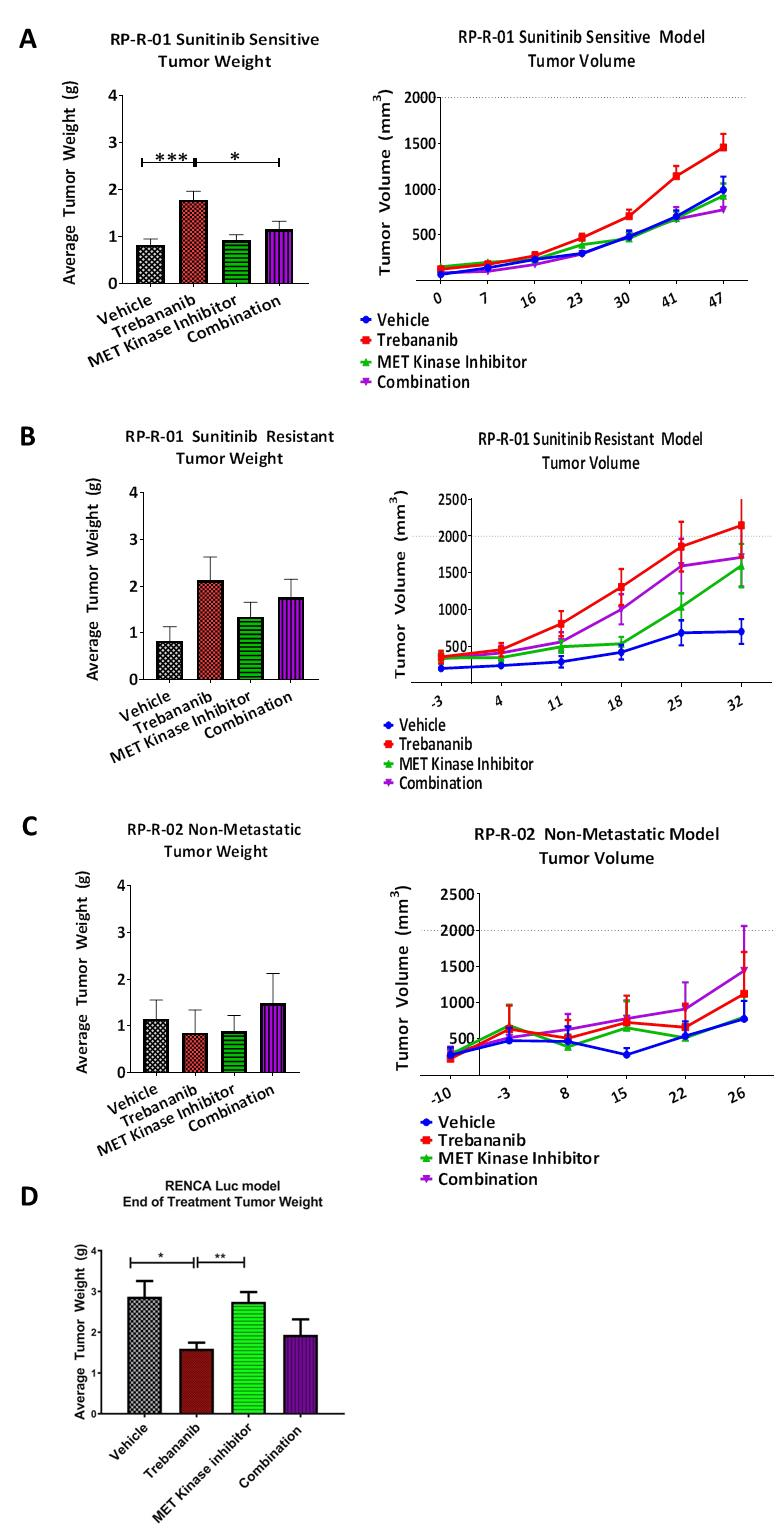 A
RP-R-01 Sunitinib Sensitive
Tumor Weight
Average Tumor Weight (g)
4
3
2
1
0
***
*
Vehicle
Trebananib
MET Kinase Inhibitor
Combination
RP-R-01 Sunitinib Sensitive Model
Tumor Volume
Tumor Volume (mm³)
2000
1500
1000
500
0
7
16
23
30
41
47
Vehicle
Trebananib
MET Kinase Inhibitor
Combination
B
RP-R-01 Sunitinib Resistant
Tumor Weight
Average Tumor Weight (g)
4
3
2
1
0
Vehicle
Trebananib
MET Kinase Inhibitor
Combination
RP-R-01 Sunitinib Resistant Model
Tumor Volume
Tumor Volume (mm³)
2500
2000
1500
1000
500
-3
4
11
18
25
32
Vehicle
Trebananib
MET Kinase Inhibitor
Combination
C
RP-R-02 Non-Metastatic
Tumor Weight
Average Tumor Weight (g)
4
3
2
1
0
Vehicle
Trebananib
MET Kinase Inhibitor
Combination
RP-R-02 Non-Metastatic Model
Tumor Volume
Tumor Volume (mm³)
2500
2000
1500
1000
500
-10
-3
8
15
22
26
Vehicle
Trebananib
MET Kinase Inhibitor
Combination
D
RENCA Luc model
End of Treatment Tumor Weight
Average Tumor Weight (g)
4
3
2
1
0
*
**
Vehicle
Trebananib
MET Kinase inhibitor
Combination